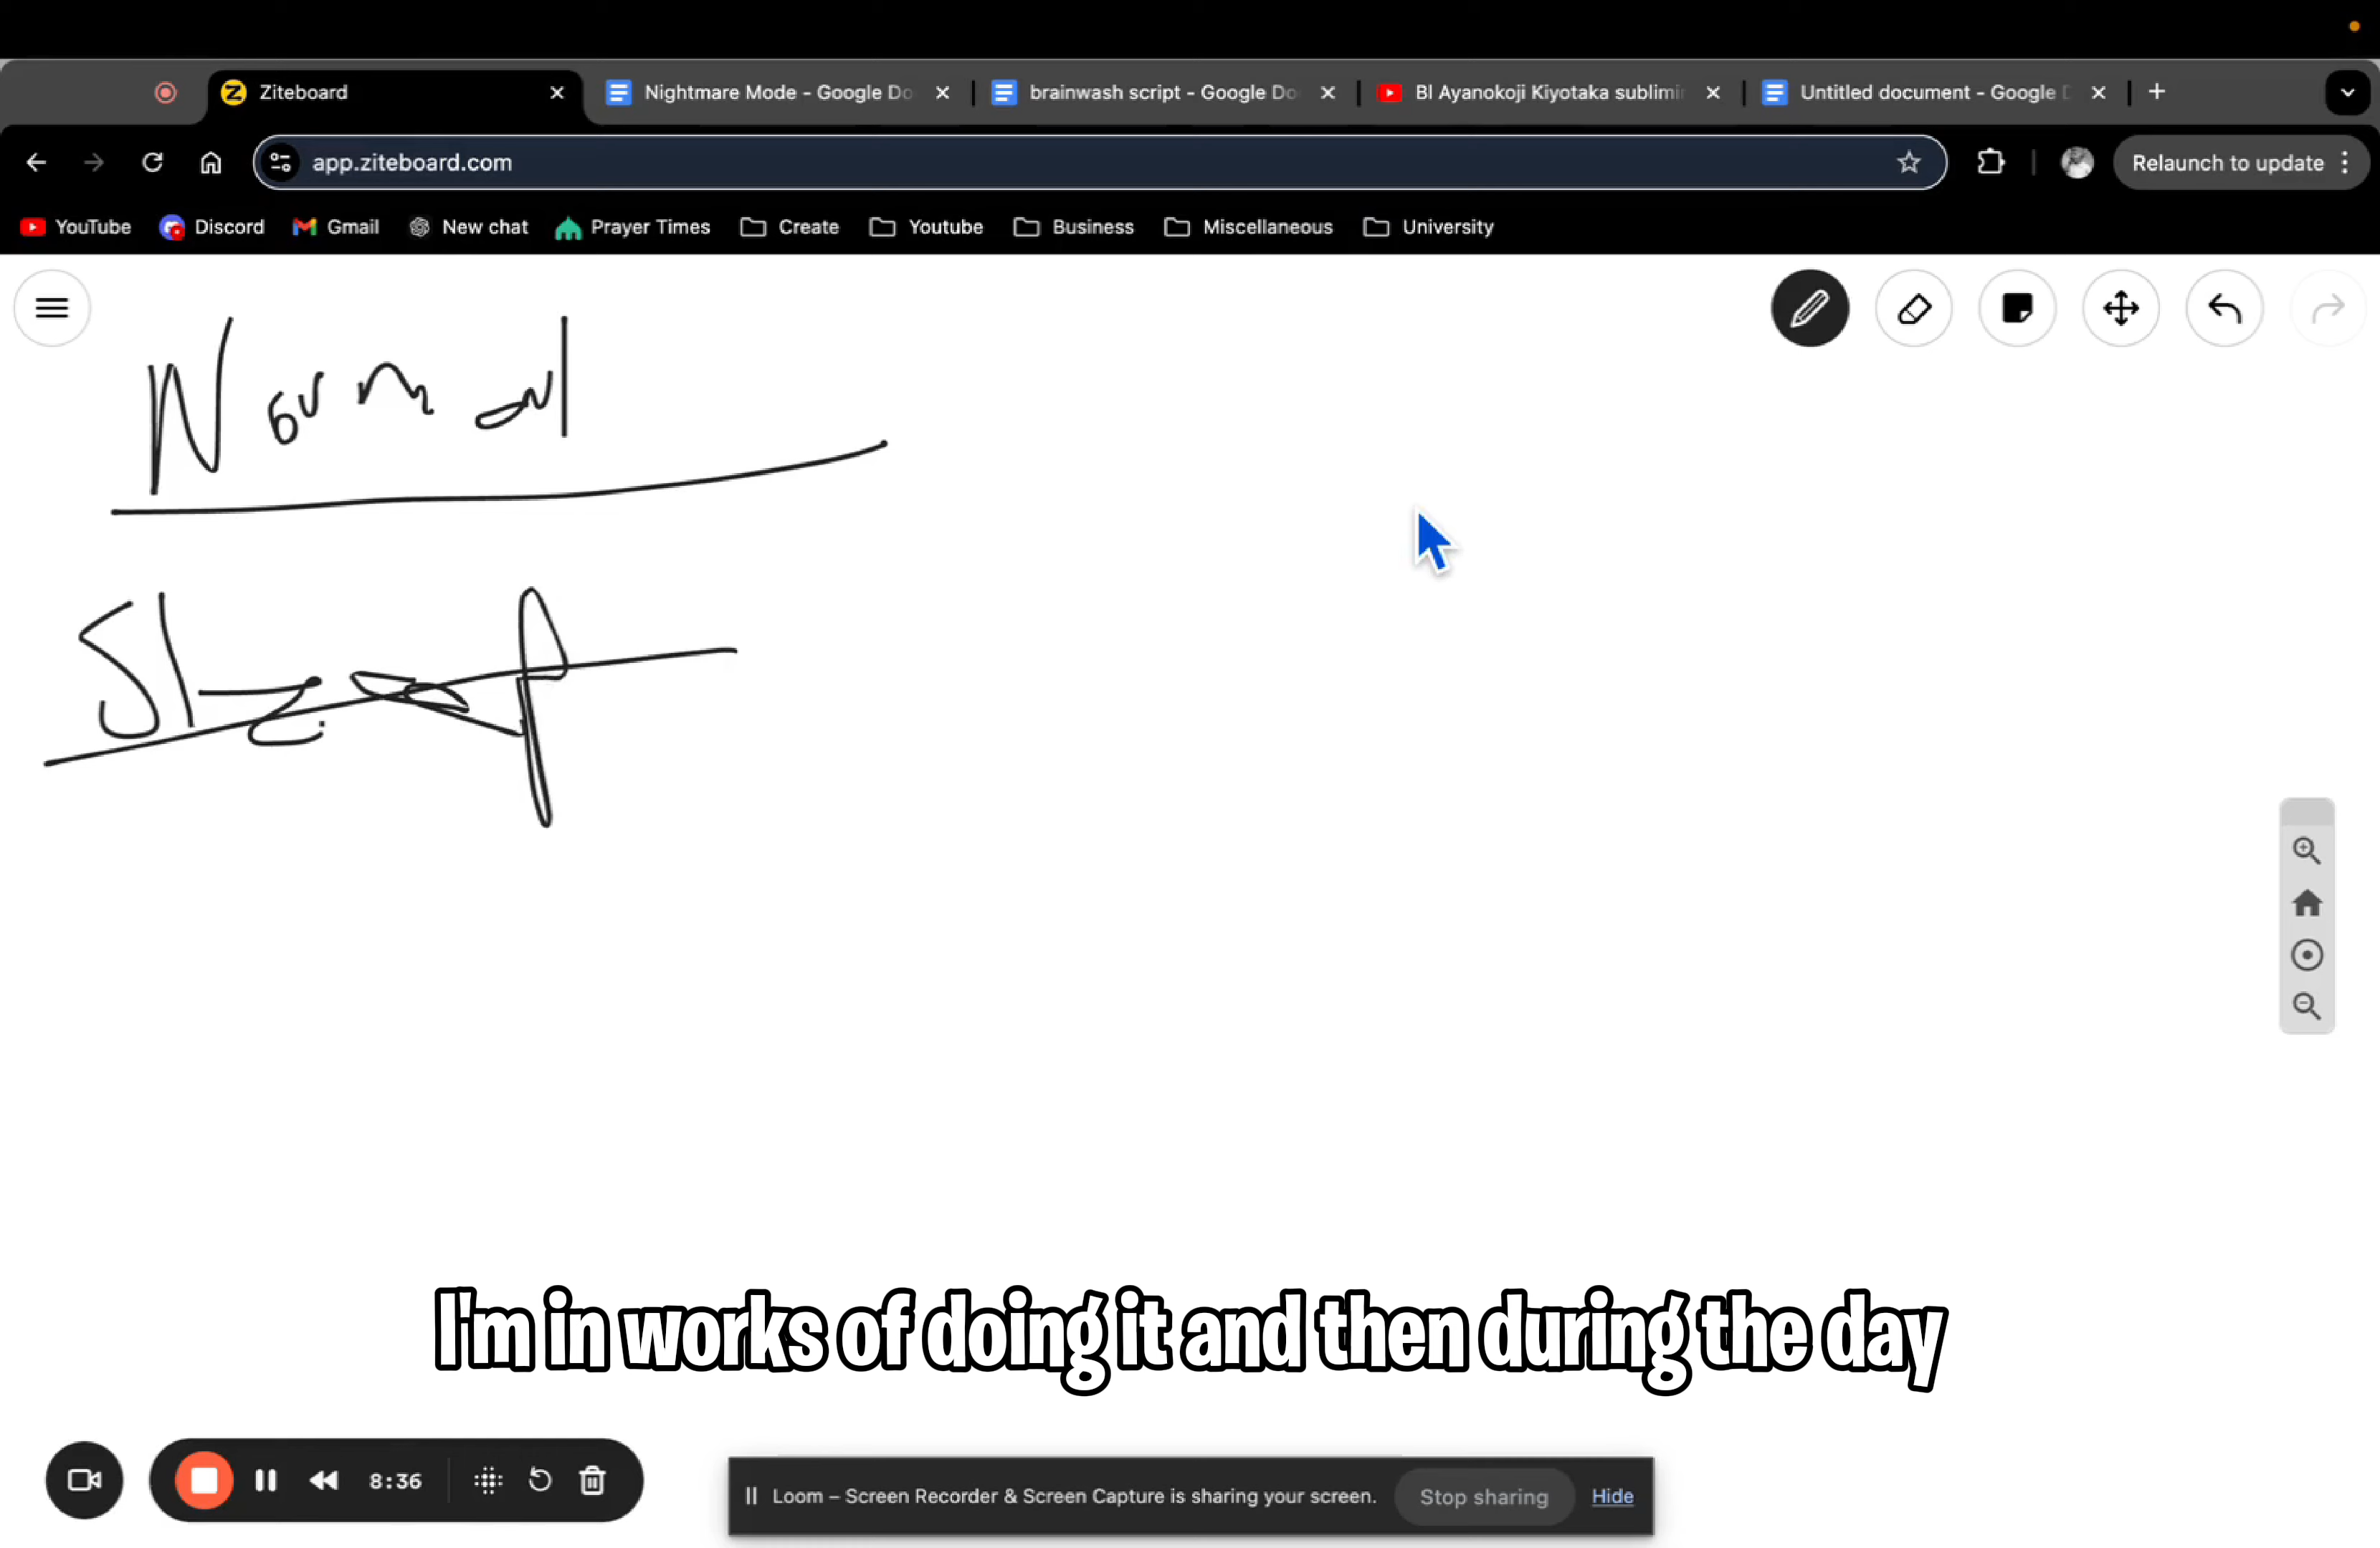 Ziteboard
Nightmare Mode - Google Do
brainwash script - Google Do
BI Ayanokoji Kiyotaka sublimin
Untitled document - Google D
app.ziteboard.com
Relaunch to update
YouTube
Discord
Gmail
New chat
Prayer Times
Create
Youtube
Business
Miscellaneous
University
Normal
Sleep
I'm in works of doing it and then during the day
8:36
Loom – Screen Recorder & Screen Capture is sharing your screen.
Stop sharing
Hide